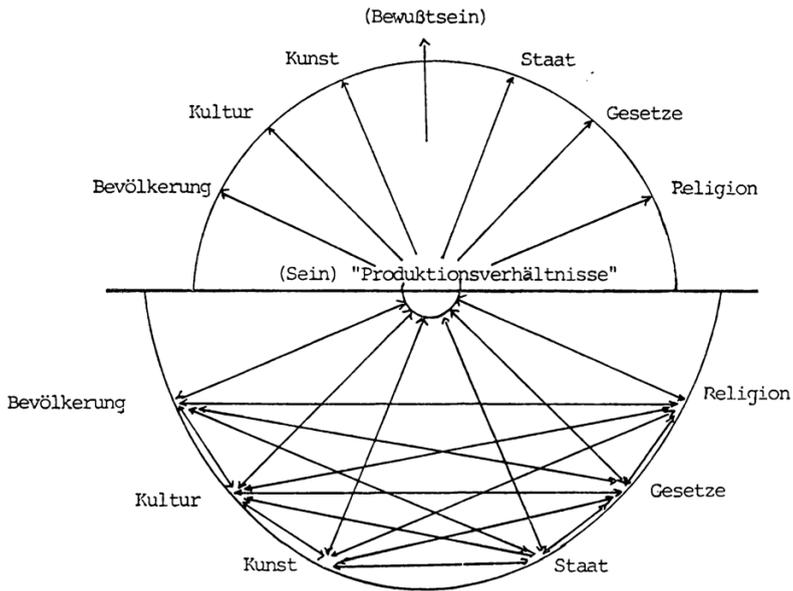 (Bewußtsein)
Kunst
Staat
Kultur
Gesetze
Bevölkerung
Religion
(Sein) "Produktionsverhältnisse"
Bevölkerung
Religion
Kultur
Gesetze
Kunst
Staat